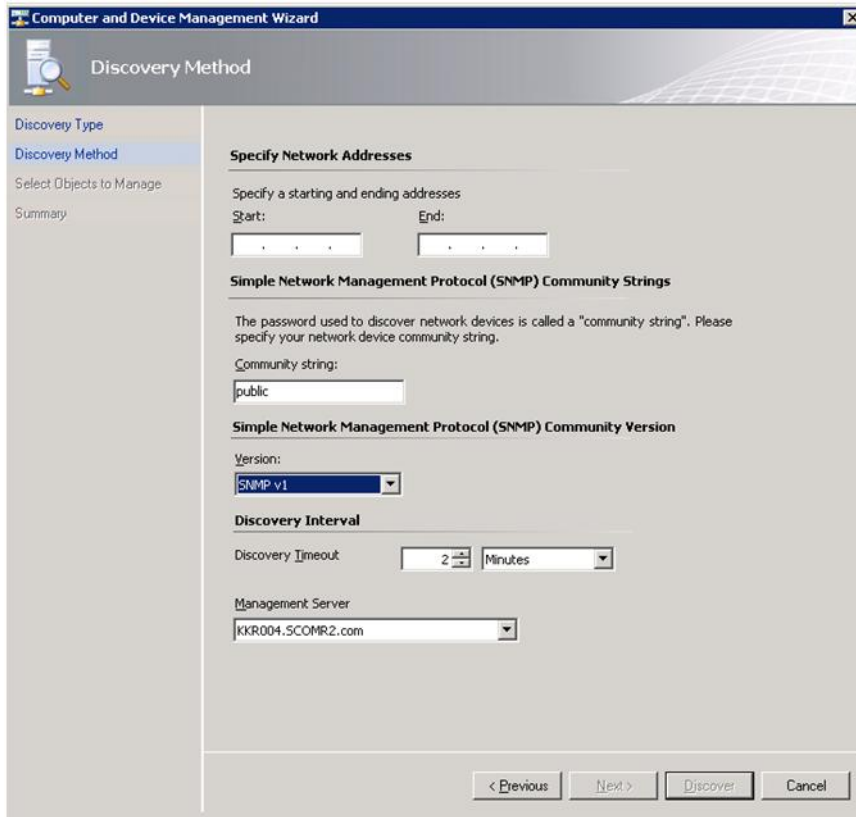 Computer and Device Management Wizard
Discovery Method
Discovery Type
Discovery Method
Select Objects to Manage
Summary
Specify Network Addresses
Specify a starting and ending addresses
Start:
End:
. . .
. . .
Simple Network Management Protocol (SNMP) Community Strings
The password used to discover network devices is called a "community string". Please
specify your network device community string.
Community string:
public
Simple Network Management Protocol (SNMP) Community Version
Version:
SNMP v1
Discovery Interval
Discovery Timeout
2
Minutes
Management Server
KKR004.SCOMR2.com
< Previous
Next >
Discover
Cancel